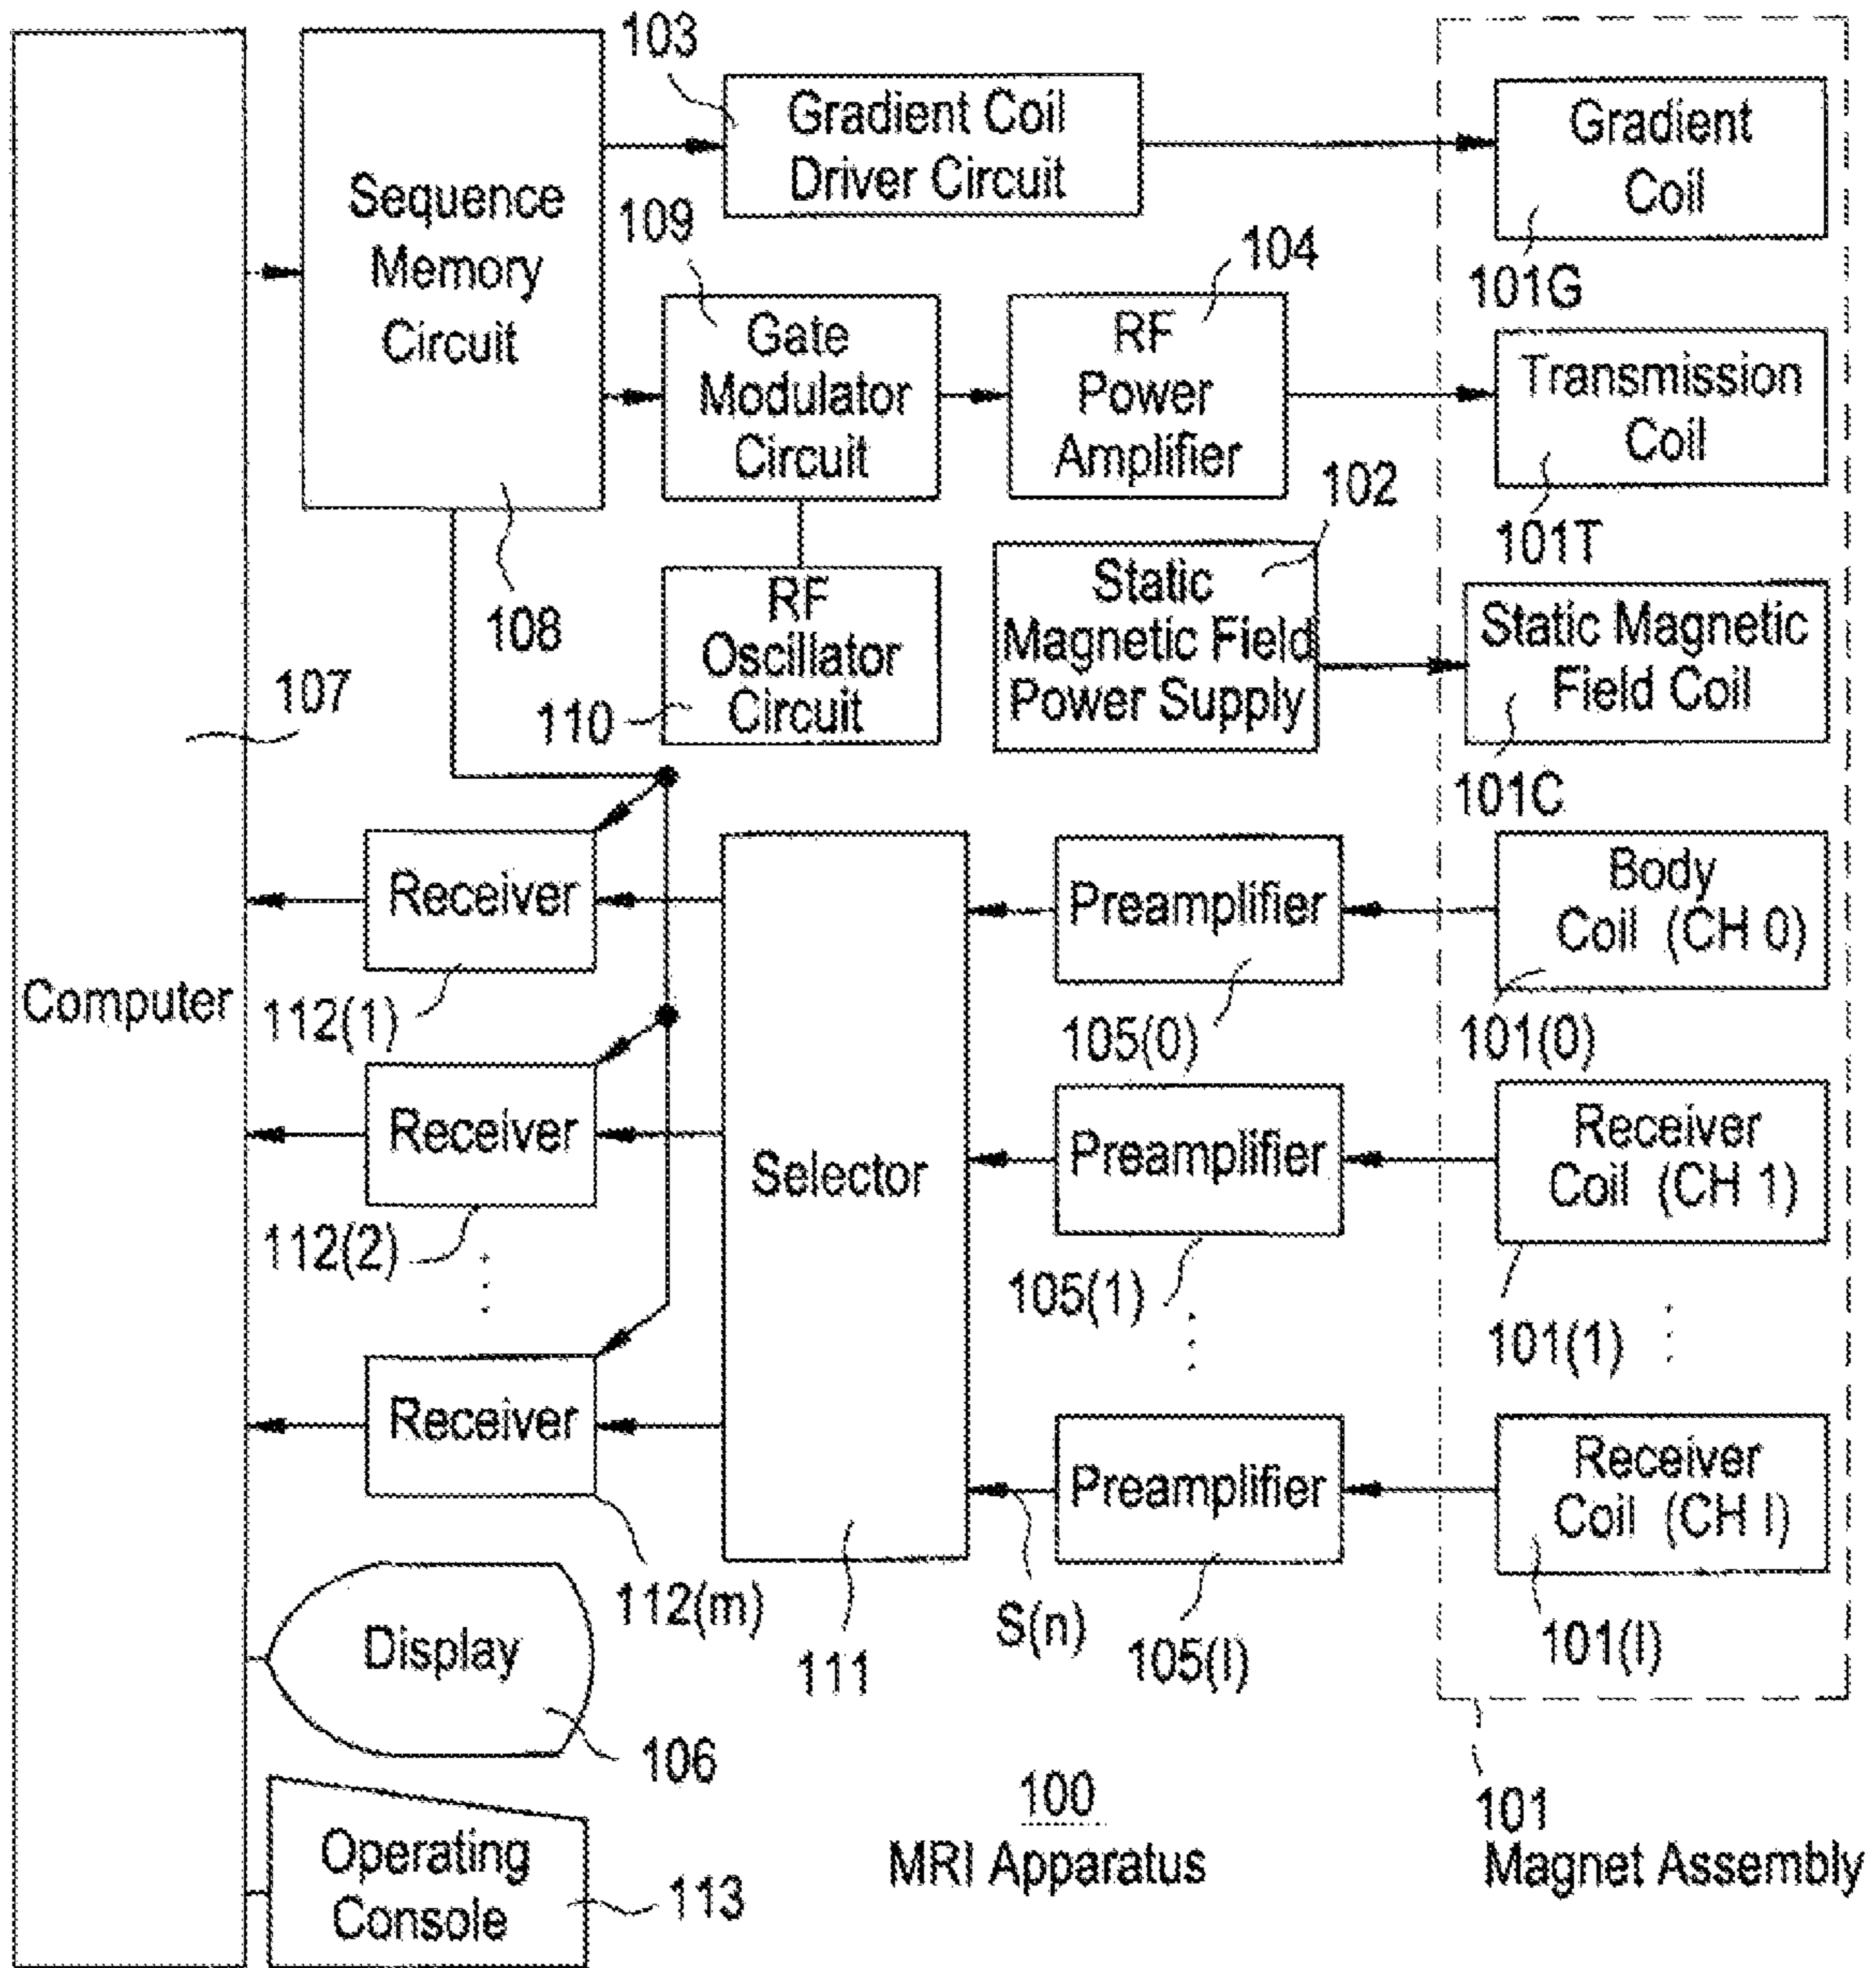 103
Gradient Coil
Driver Circuit
Gradient
Coil
101G
Sequence
Memory
Circuit
108
109
Gate
Modulator
Circuit
104
RF
Power
Amplifier
Transmission
Coil
101T
102
Static
Magnetic Field
Power Supply
Static Magnetic
Field Coil
101C
RF
Oscillator
Circuit
110
107
Computer
Receiver
112(1)
Receiver
112(2)
Receiver
112(m)
Selector
111
Preamplifier
105(0)
Preamplifier
105(1)
Preamplifier
105(I)
S(n)
Body
Coil (CH 0)
101(0)
Receiver
Coil (CH 1)
101(1)
Receiver
Coil (CH I)
101(I)
Display
106
Operating
Console
113
100
MRI Apparatus
101
Magnet Assembly